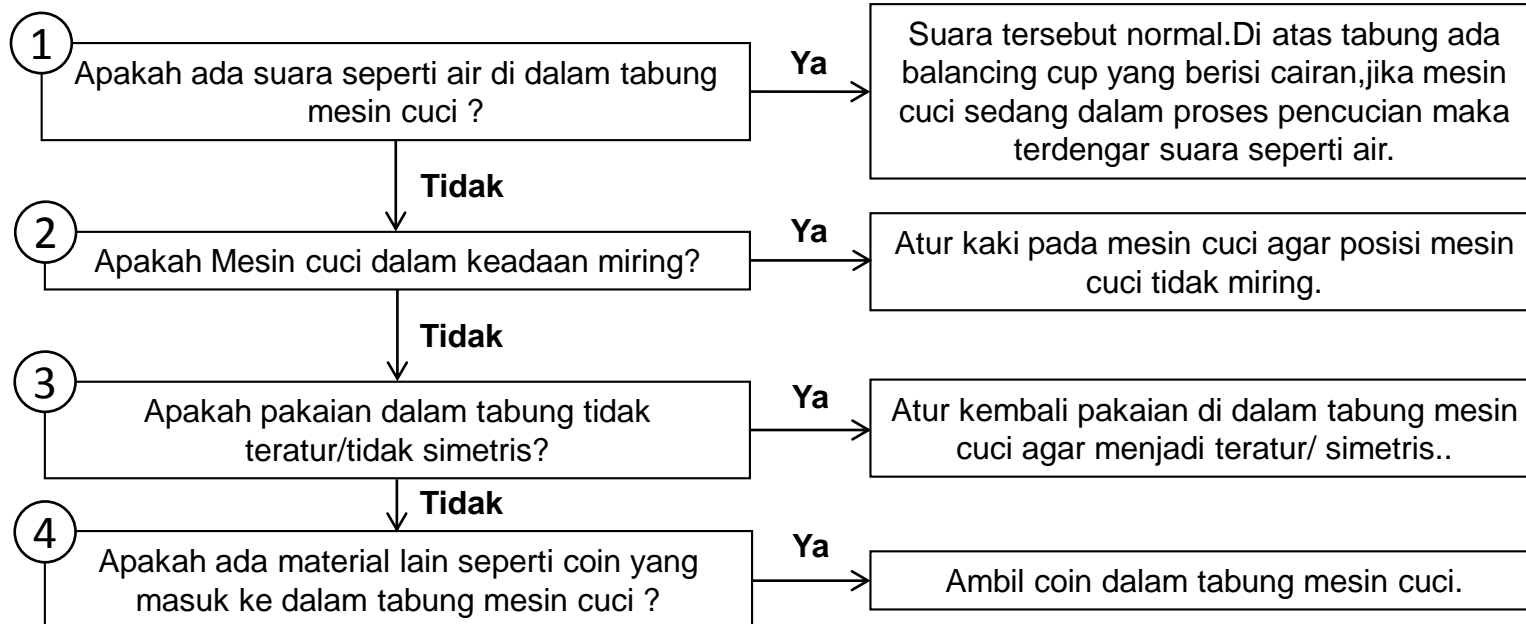 1
Apakah ada suara seperti air di dalam tabung
mesin cuci ?
Ya
Suara tersebut normal.Di atas tabung ada
balancing cup yang berisi cairan,jika mesin
cuci sedang dalam proses pencucian maka
terdengar suara seperti air.
Tidak
2
Apakah Mesin cuci dalam keadaan miring?
Ya
Atur kaki pada mesin cuci agar posisi mesin
cuci tidak miring.
Tidak
3
Apakah pakaian dalam tabung tidak
teratur/tidak simetris?
Ya
Atur kembali pakaian di dalam tabung mesin
cuci agar menjadi teratur/ simetris..
Tidak
4
Apakah ada material lain seperti coin yang
masuk ke dalam tabung mesin cuci ?
Ya
Ambil coin dalam tabung mesin cuci.